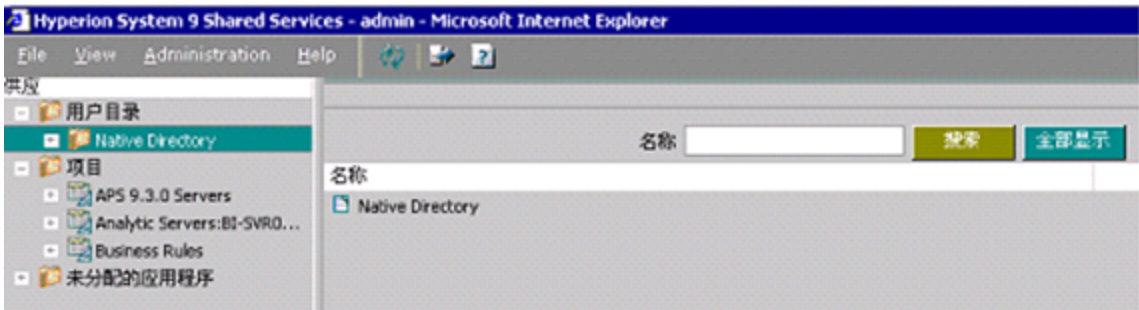 Hyperion System 9 Shared Services - admin - Microsoft Internet Explorer
File View Administration Help
供应
用户目录
Native Directory
项目
APS 9.3.0 Servers
Analytic Servers:BI-SVR0...
Business Rules
未分配的应用程序
名称 搜索 全部显示
名称
Native Directory